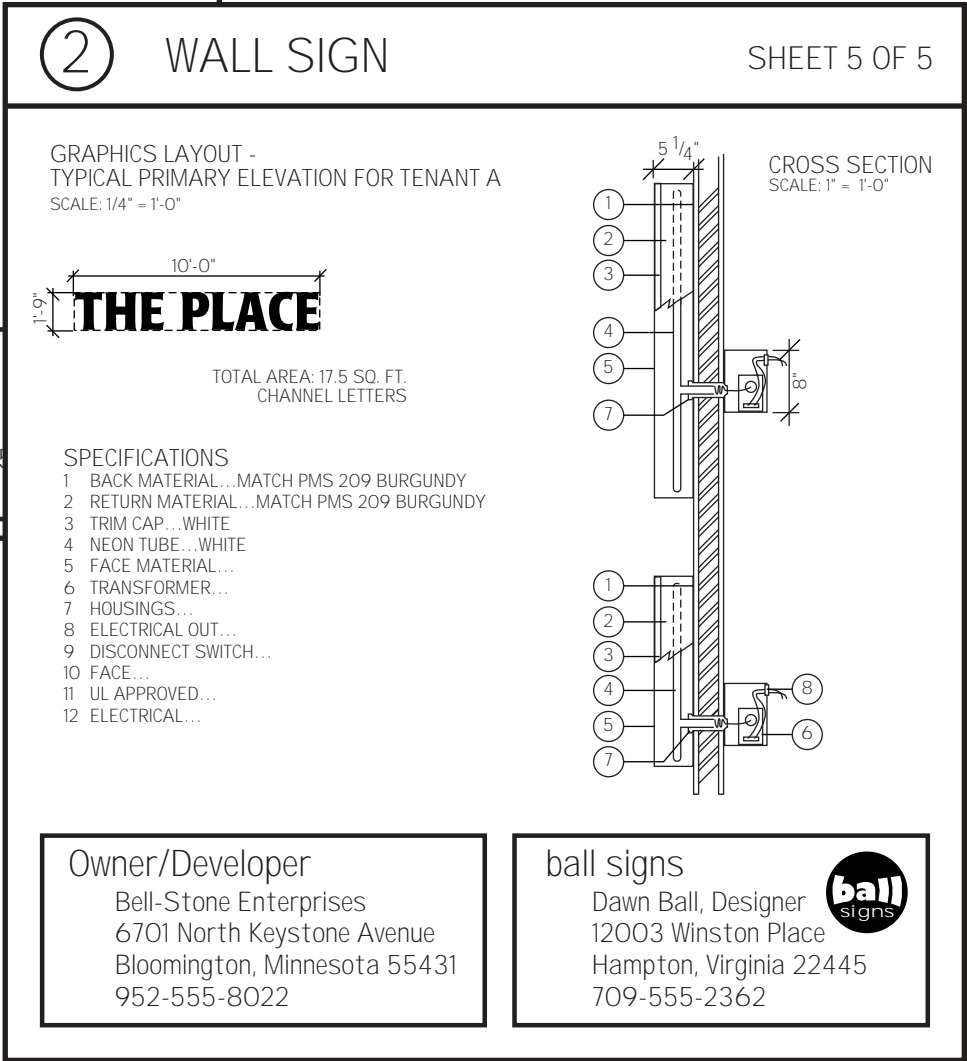 2 WALL SIGN SHEET 5 OF 5
GRAPHICS LAYOUT -
TYPICAL PRIMARY ELEVATION FOR TENANT A
SCALE: 1/4" = 1'-0"
10'-0"
1'-9"
THE PLACE
TOTAL AREA: 17.5 SQ. FT.
CHANNEL LETTERS
SPECIFICATIONS
1 BACK MATERIAL...MATCH PMS 209 BURGUNDY
2 RETURN MATERIAL...MATCH PMS 209 BURGUNDY
3 TRIM CAP...WHITE
4 NEON TUBE...WHITE
5 FACE MATERIAL...
6 TRANSFORMER...
7 HOUSINGS...
8 ELECTRICAL OUT...
9 DISCONNECT SWITCH...
10 FACE...
11 UL APPROVED...
12 ELECTRICAL...
5 1/4"
CROSS SECTION
SCALE: 1" = 1'-0"
1
2
3
4
5
7
8"
1
2
3
4
5
7
8
6
Owner/Developer
Bell-Stone Enterprises
6701 North Keystone Avenue
Bloomington, Minnesota 55431
952-555-8022
ball signs
Dawn Ball, Designer
12003 Winston Place
Hampton, Virginia 22445
709-555-2362
ball
signs